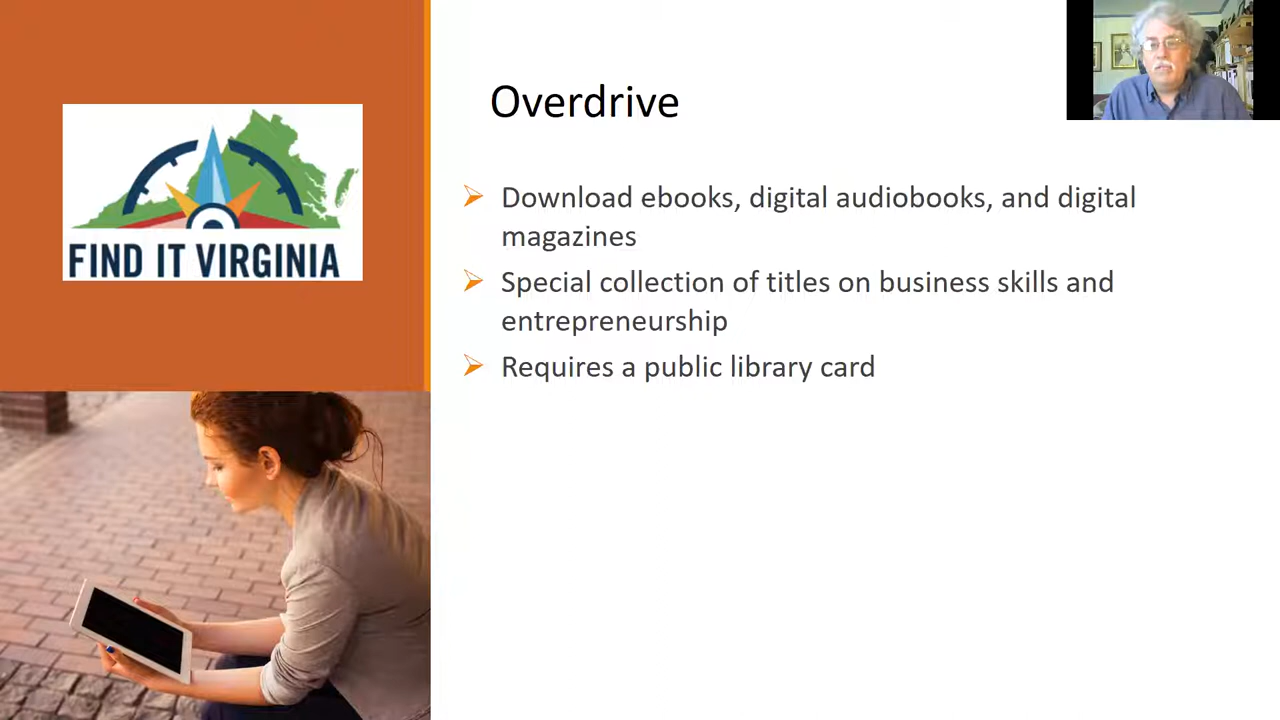 FIND IT VIRGINIA
Overdrive
Download ebooks, digital audiobooks, and digital
magazines
Special collection of titles on business skills and
entrepreneurship
Requires a public library card